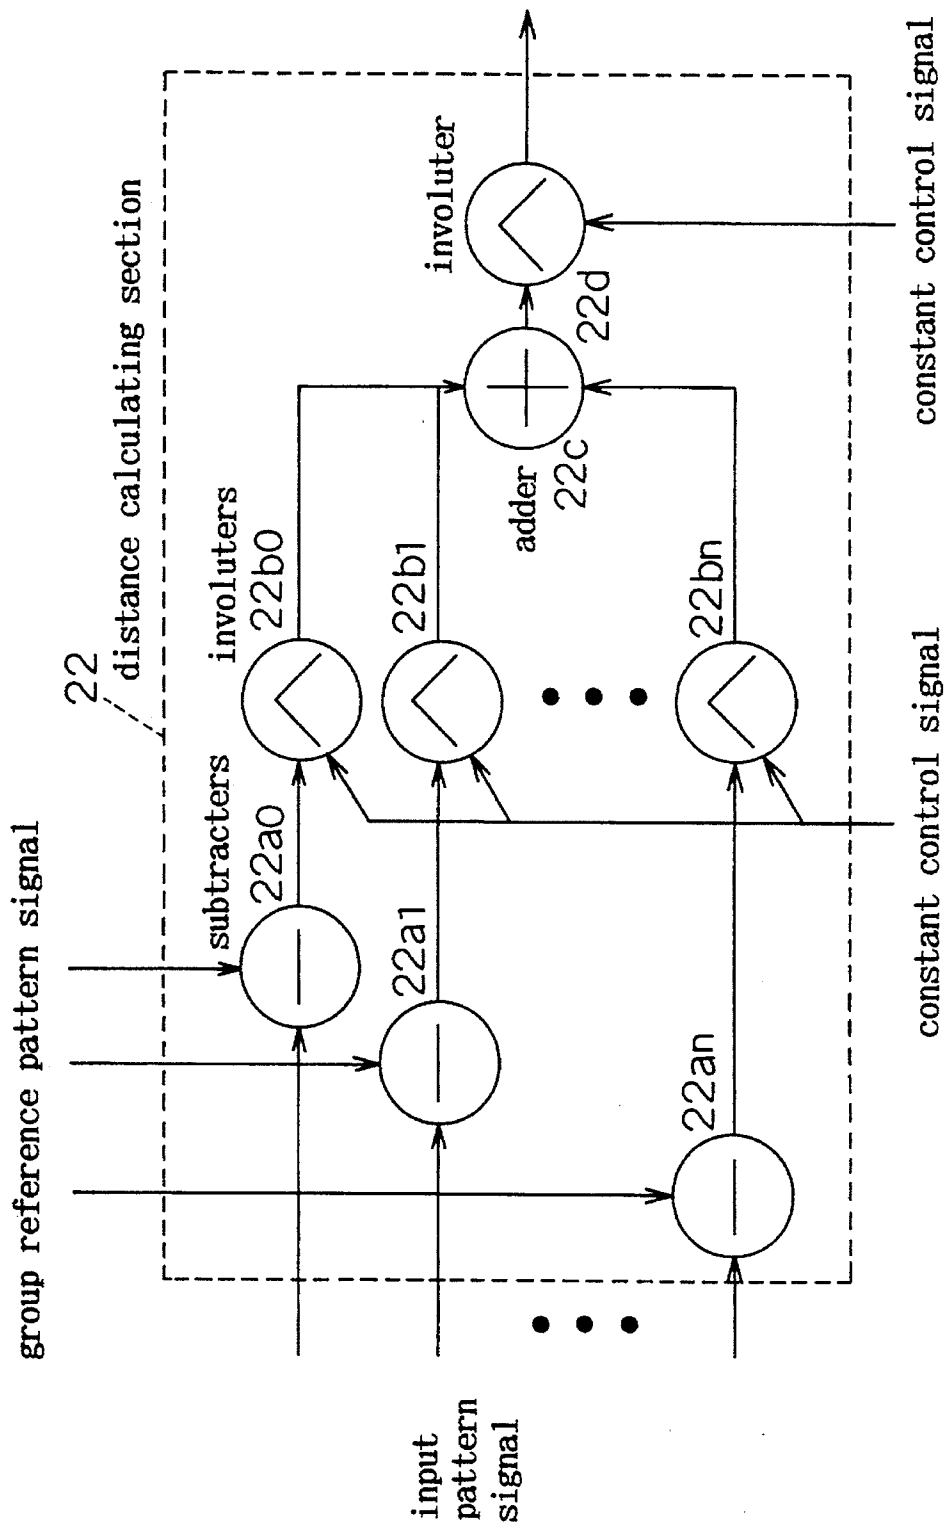 group reference pattern signal
22
distance calculating section
subtracters
involuters
22a0
22b0
involuter
22a1
22b1
adder
22c
22d
22an
22bn
input
pattern
signal
constant control signal
constant control signal